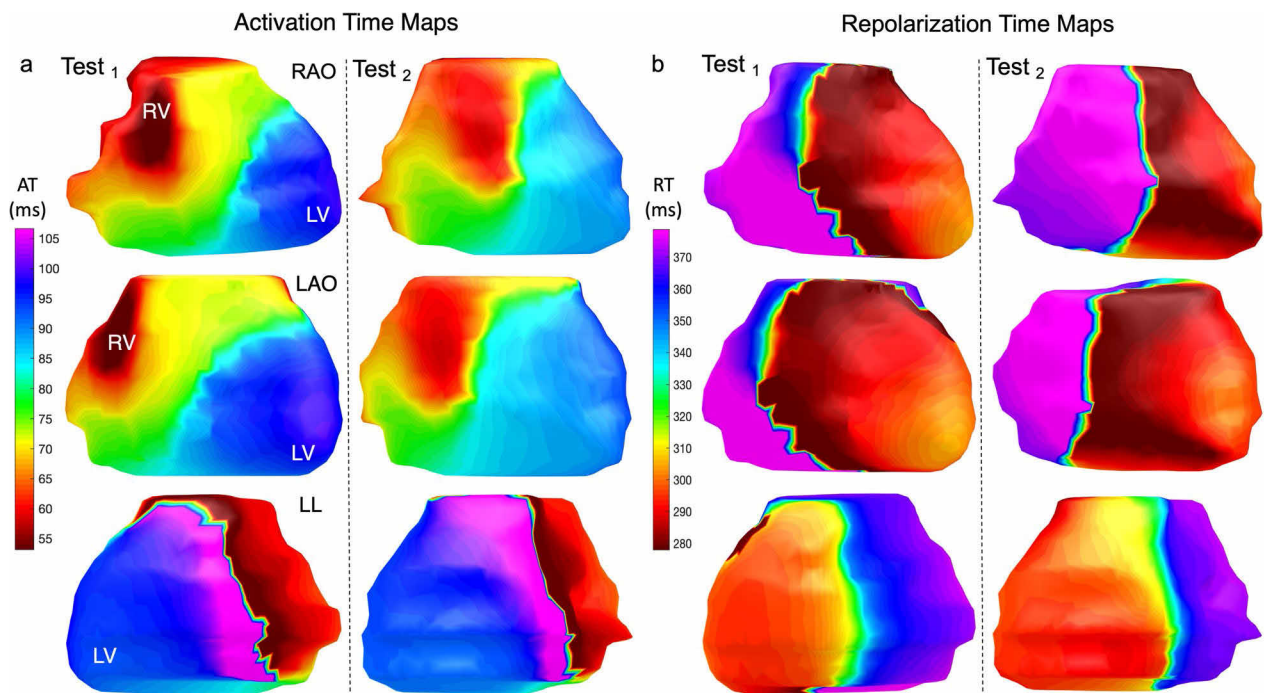 Activation Time Maps
Repolarization Time Maps
a
Test 1
RAO
Test 2
b
Test 1
Test 2
RV
LV
AT
(ms)
105
100
95
90
85
80
75
70
65
60
55
LAO
RV
LV
LL
LV
RT
(ms)
370
360
350
340
330
320
310
300
290
280